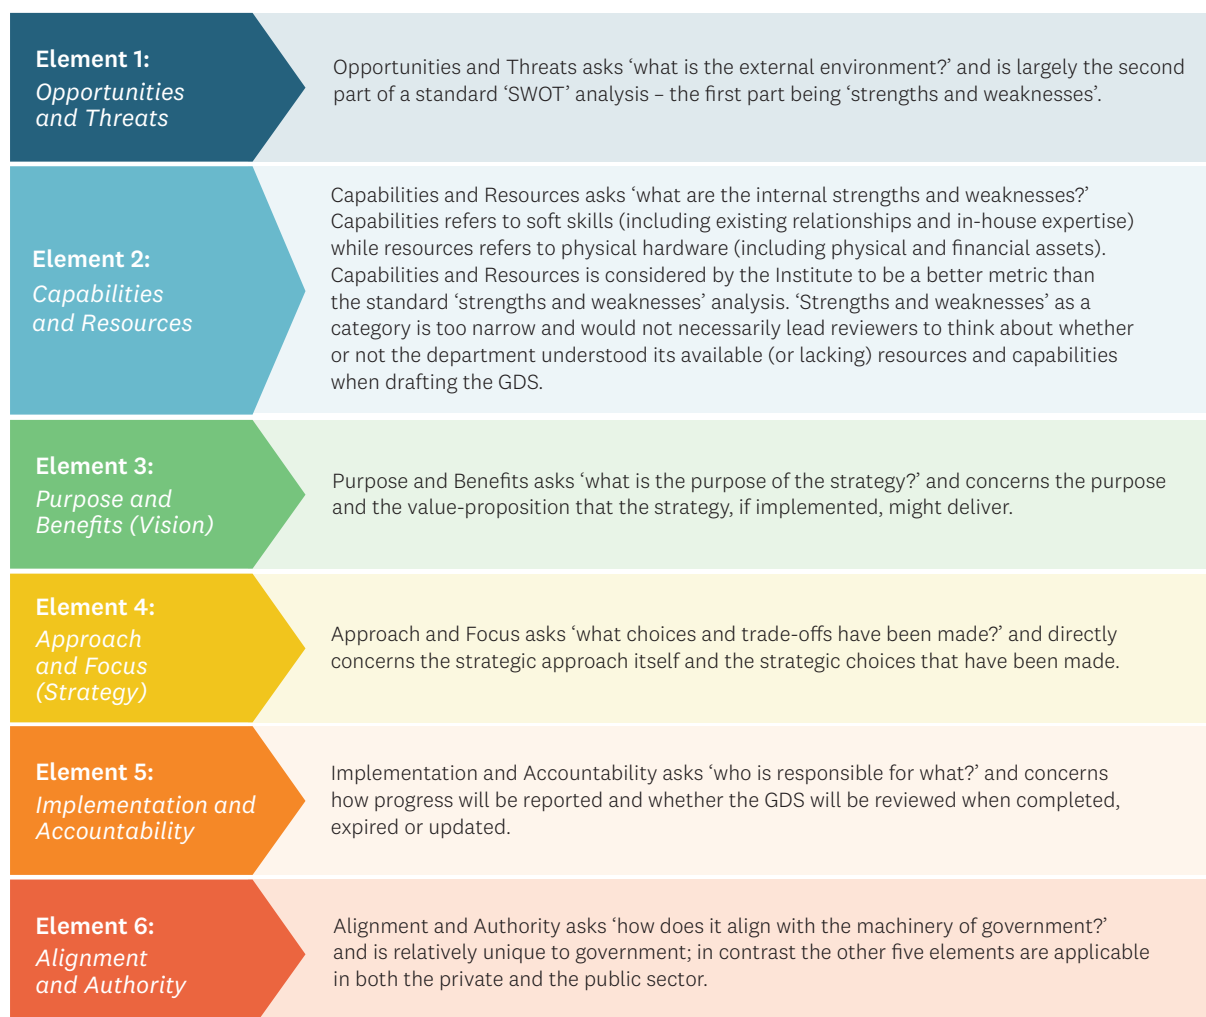 Element 1:
Opportunities
and Threats
Opportunities and Threats asks ‘what is the external environment?’ and is largely the second
part of a standard ‘SWOT’ analysis – the first part being ‘strengths and weaknesses’.
Element 2:
Capabilities
and Resources
Capabilities and Resources asks ‘what are the internal strengths and weaknesses?’
Capabilities refers to soft skills (including existing relationships and in-house expertise)
while resources refers to physical hardware (including physical and financial assets).
Capabilities and Resources is considered by the Institute to be a better metric than
the standard ‘strengths and weaknesses’ analysis. ‘Strengths and weaknesses’ as a
category is too narrow and would not necessarily lead reviewers to think about whether
or not the department understood its available (or lacking) resources and capabilities
when drafting the GDS.
Element 3:
Purpose and
Benefits (Vision)
Purpose and Benefits asks ‘what is the purpose of the strategy?’ and concerns the purpose
and the value-proposition that the strategy, if implemented, might deliver.
Element 4:
Approach
and Focus
(Strategy)
Approach and Focus asks ‘what choices and trade-offs have been made?’ and directly
concerns the strategic approach itself and the strategic choices that have been made.
Element 5:
Implementation and
Accountability
Implementation and Accountability asks ‘who is responsible for what?’ and concerns
how progress will be reported and whether the GDS will be reviewed when completed,
expired or updated.
Element 6:
Alignment
and Authority
Alignment and Authority asks ‘how does it align with the machinery of government?’
and is relatively unique to government; in contrast the other five elements are applicable
in both the private and the public sector.